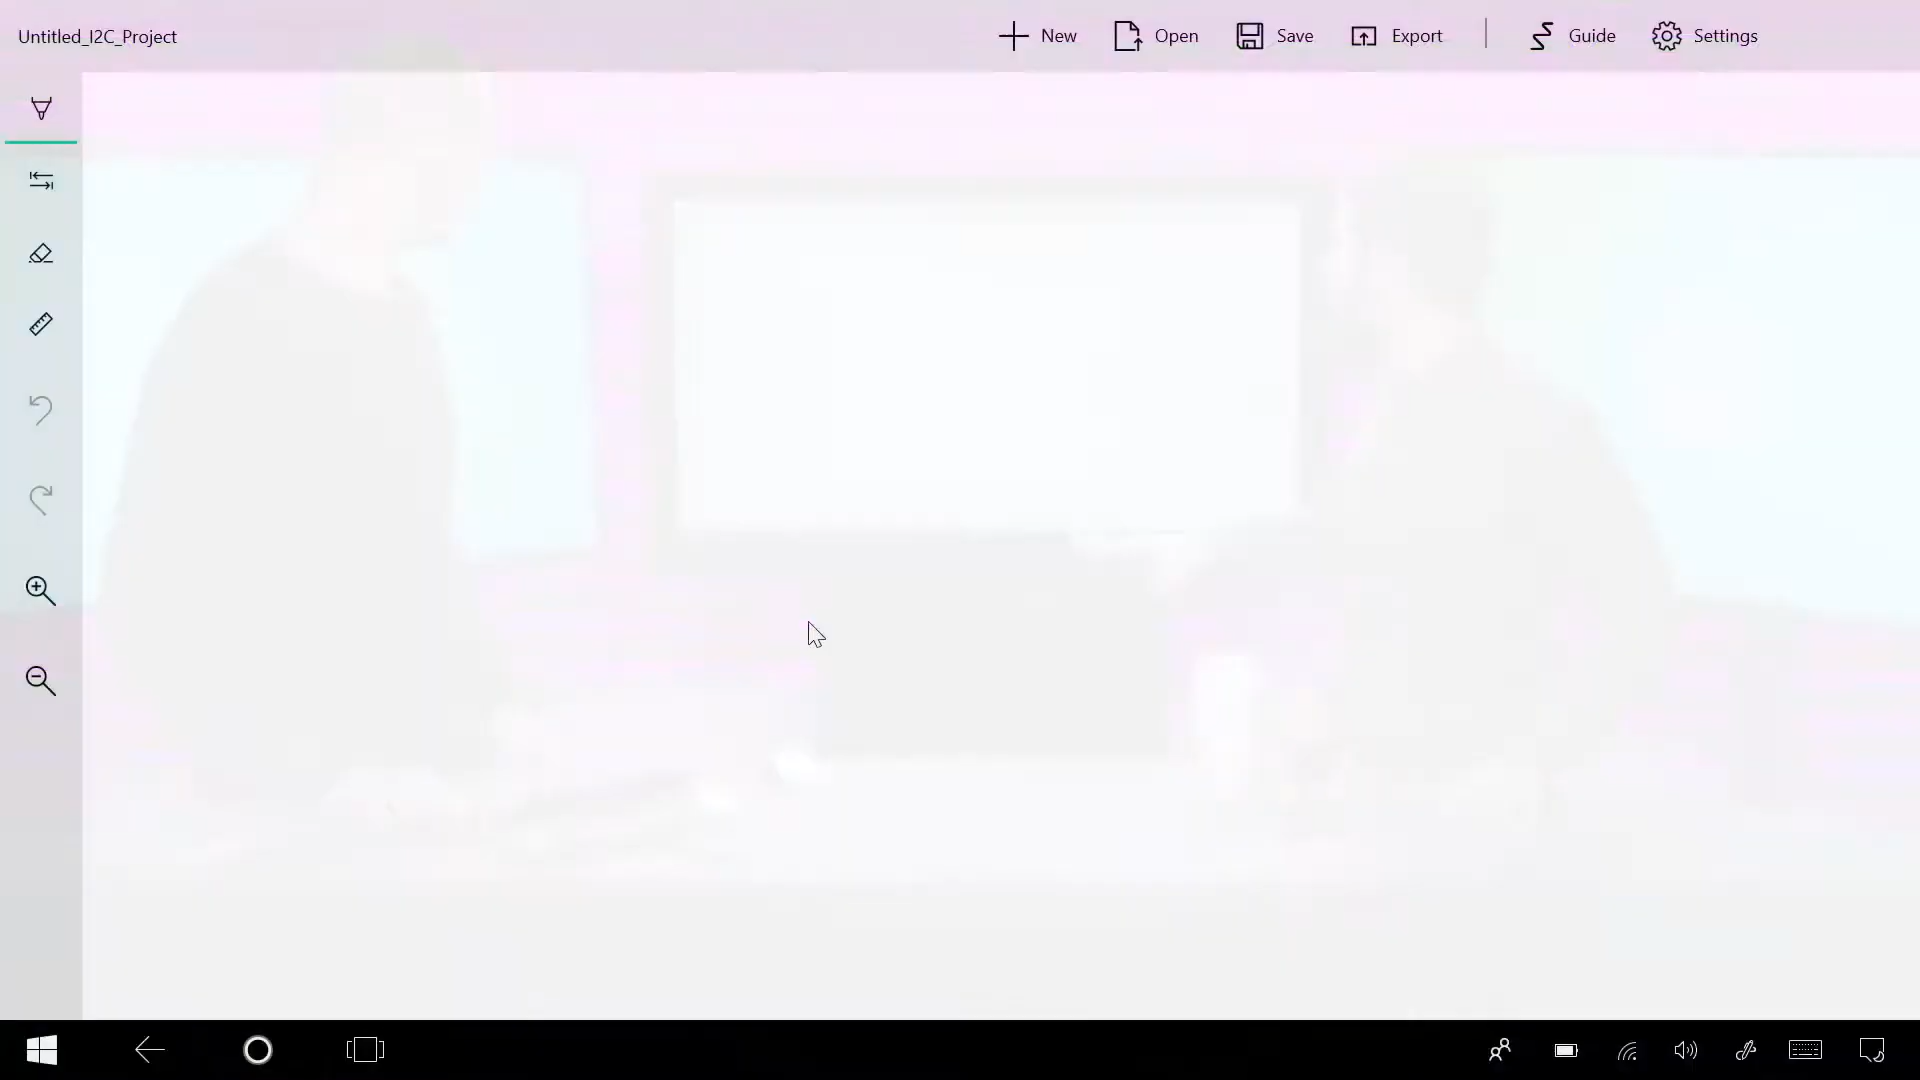 Untitled_I2C_Project
New
Open
Save
Export
Guide
Settings